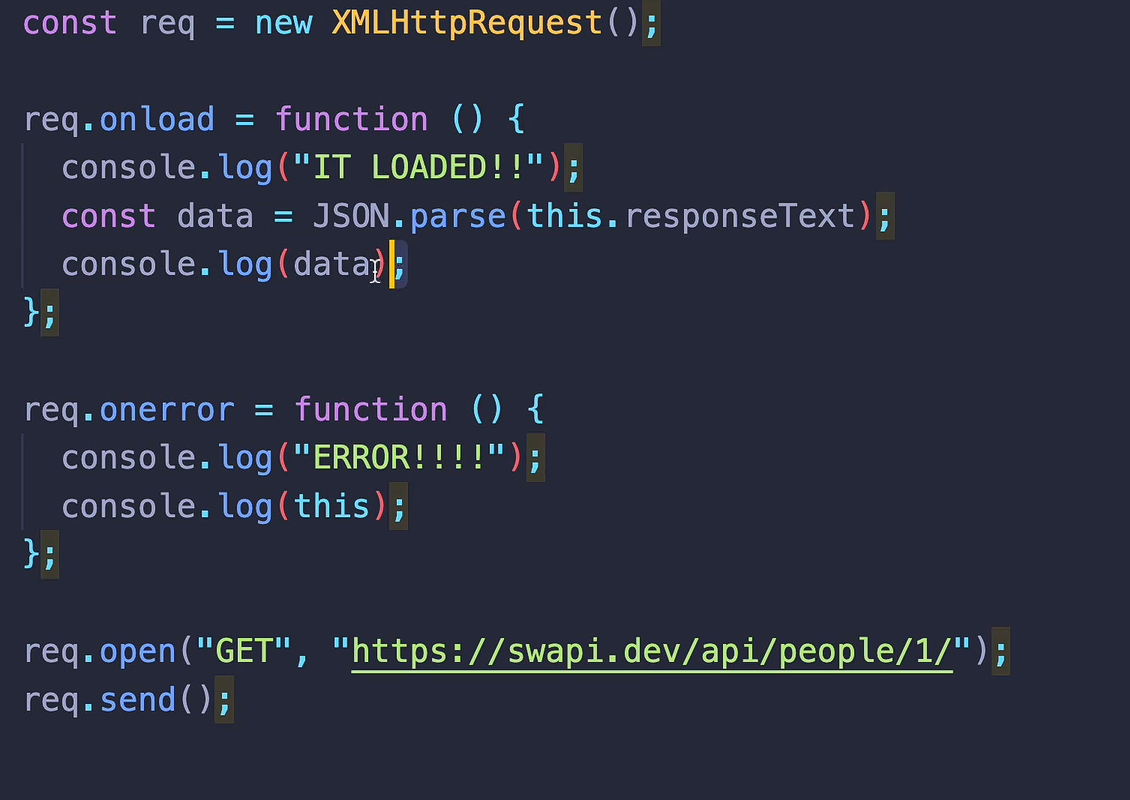 const req = new XMLHttpRequest();
req.onload = function () {
  console.log("IT LOADED!!");
  const data = JSON.parse(this.responseText);
  console.log(data);
};
req.onerror = function () {
  console.log("ERROR!!!!");
  console.log(this);
};
req.open("GET", "https://swapi.dev/api/people/1/");
req.send();